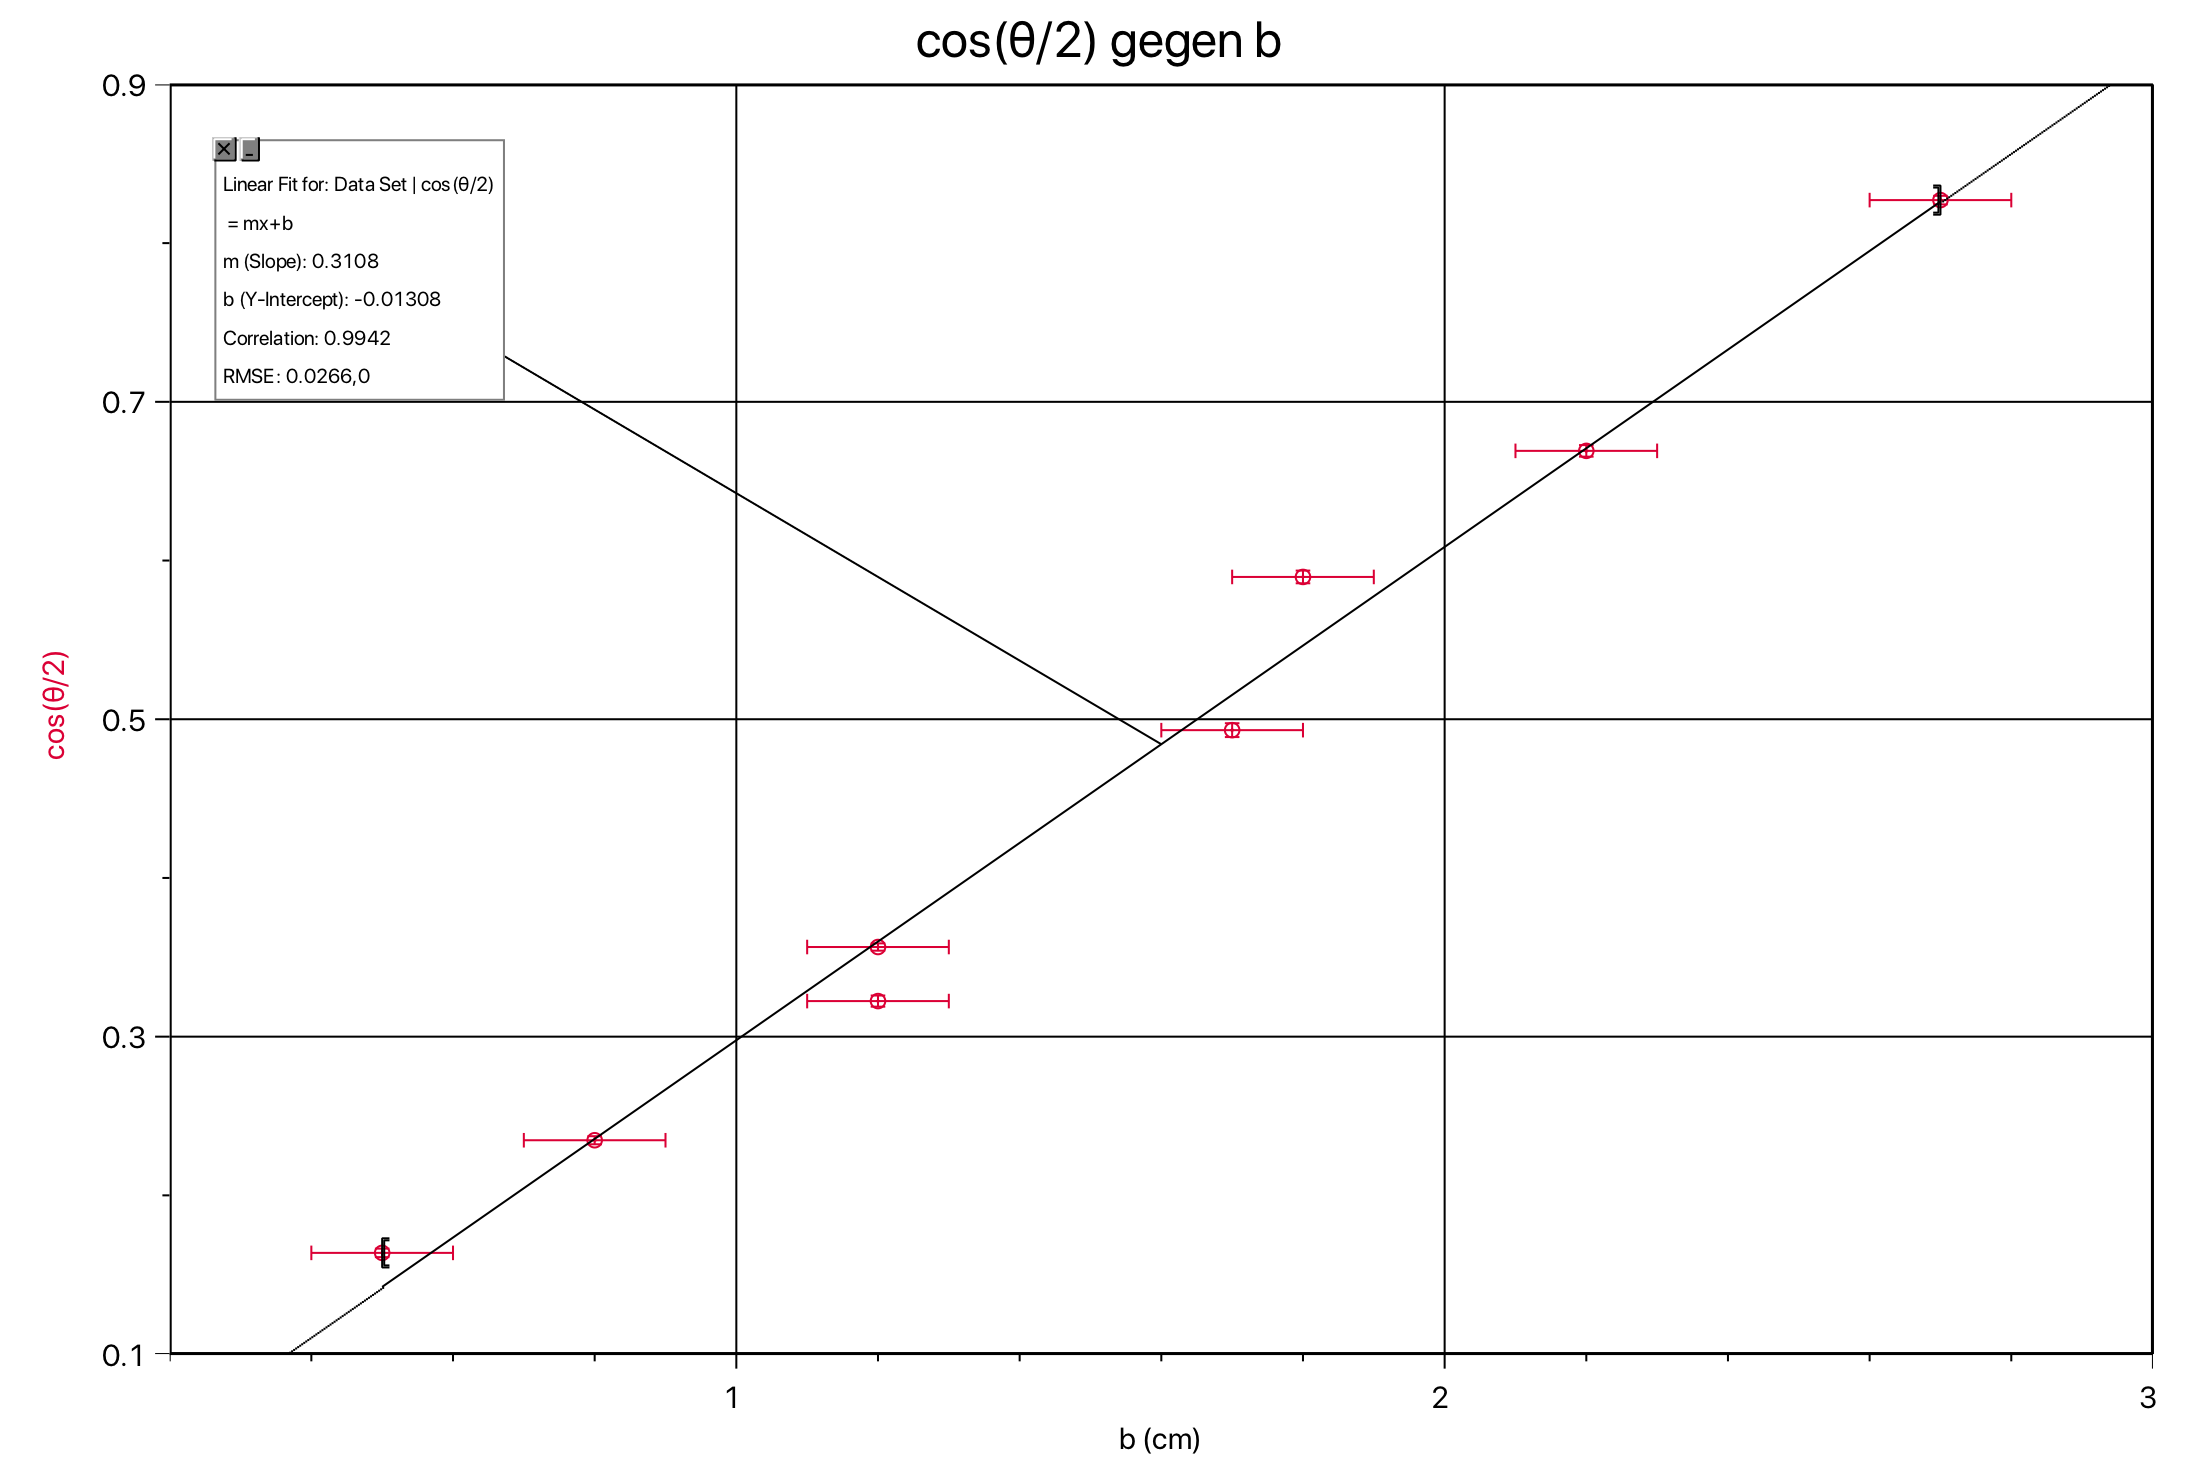 cos(θ/2) gegen b
0.9
Linear Fit for: Data Set | cos(θ/2)
= mx+b
m (Slope): 0.3108
b (Y-Intercept): -0.01308
Correlation: 0.9942
RMSE: 0.0266,0
0.7
cos(θ/2)
0.5
0.3
0.1
1 2 3
b (cm)